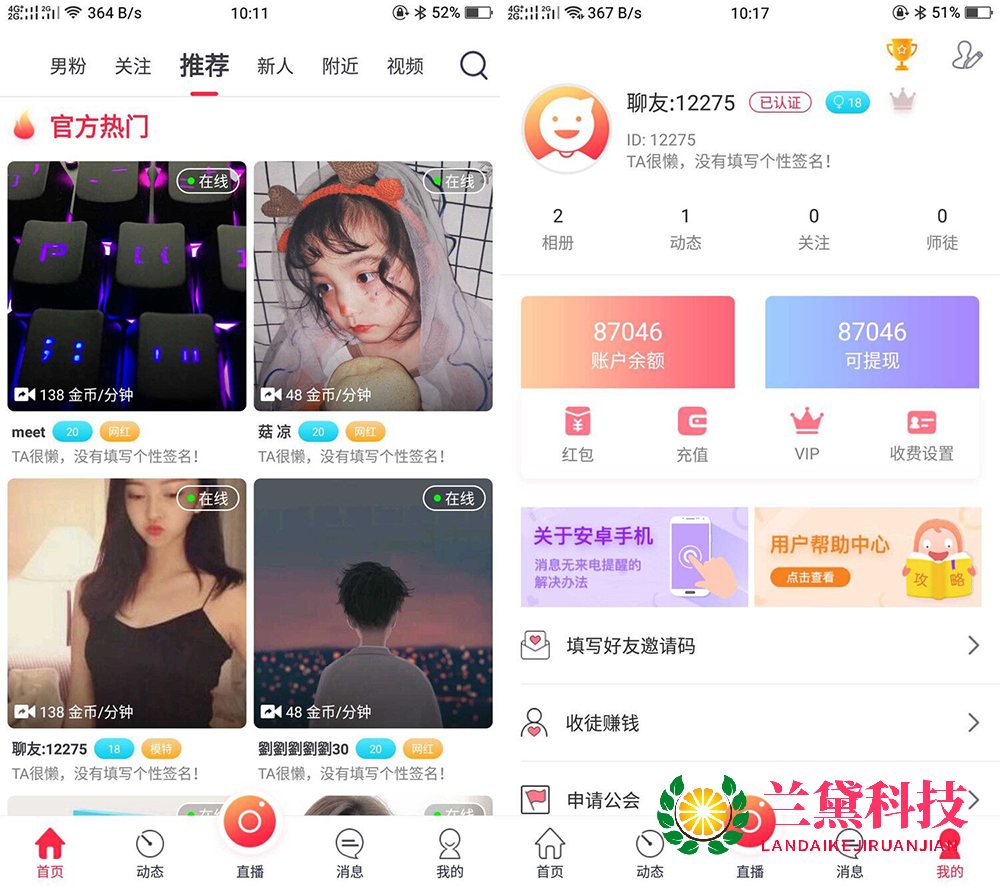 4G 2G 2G 364 B/s 10:11 52%
男粉 关注 推荐 新人 附近 视频
官方热门
在线
在线
138 金币/分钟
48 金币/分钟
meet 20 网红
菇 凉 20 网红
TA很懒，没有填写个性签名！
TA很懒，没有填写个性签名！
在线
在线
138 金币/分钟
48 金币/分钟
聊友:12275 18 模特
劉劉劉劉劉30 20 网红
TA很懒，没有填写个性签名！
TA很懒，没有填写个性签名！
在线
在线
首页 动态 直播 消息 我的
4G 2G 2G 367 B/s 10:17 51%
聊友:12275 已认证 18
ID: 12275
TA很懒，没有填写个性签名！
2 1 0 0
相册 动态 关注 师徒
87046 87046
账户余额 可提现
红包 充值 VIP 收费设置
关于安卓手机
消息无来电提醒的
解决办法
用户帮助中心
点击查看
攻 略
填写好友邀请码
收徒赚钱
申请公会
兰黛科技
LANDAIKEJIRUANJIAN
首页 动态 直播 消息 我的